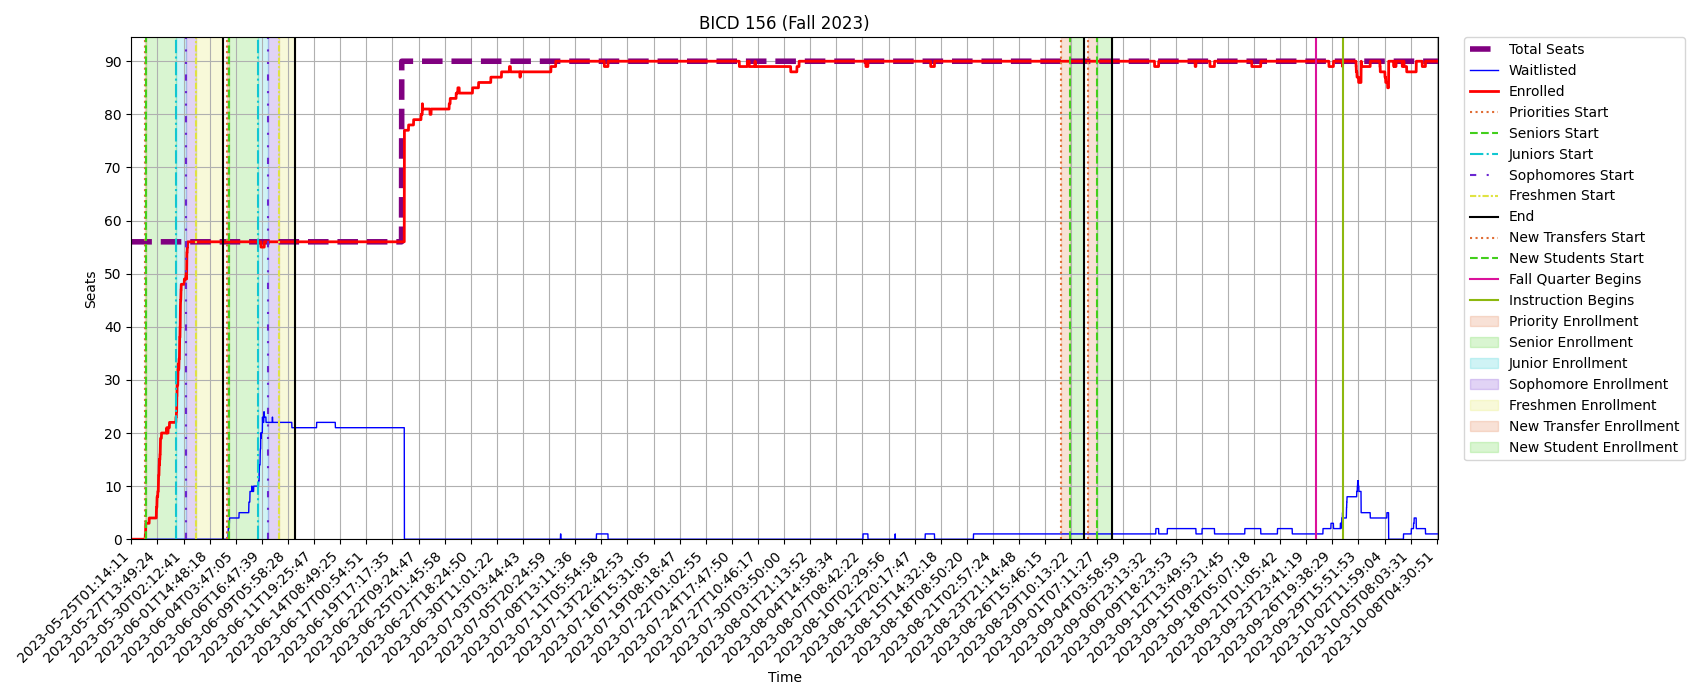 BICD 156 (Fall 2023)
Seats
90
80
70
60
50
40
30
20
10
0
2023-05-25T01:14:11
2023-05-27T13:49:24
2023-05-30T02:12:41
2023-06-01T14:48:18
2023-06-04T03:47:05
2023-06-06T16:47:39
2023-06-09T05:58:28
2023-06-11T19:25:47
2023-06-14T08:49:25
2023-06-17T00:54:51
2023-06-19T17:17:35
2023-06-22T09:24:47
2023-06-25T01:45:58
2023-06-27T18:24:50
2023-06-30T11:01:22
2023-07-03T03:44:43
2023-07-05T20:24:59
2023-07-08T13:11:36
2023-07-11T05:54:58
2023-07-13T22:42:53
2023-07-16T15:31:05
2023-07-19T08:18:47
2023-07-22T01:02:55
2023-07-24T17:47:50
2023-07-27T10:46:17
2023-07-30T03:50:00
2023-08-01T21:13:52
2023-08-04T14:58:34
2023-08-07T08:42:22
2023-08-10T02:29:56
2023-08-12T20:17:47
2023-08-15T14:32:18
2023-08-18T08:50:20
2023-08-21T02:57:24
2023-08-23T21:14:48
2023-08-26T15:46:15
2023-08-29T10:13:22
2023-09-01T07:11:27
2023-09-04T03:58:59
2023-09-06T23:13:32
2023-09-09T18:23:53
2023-09-12T13:49:53
2023-09-15T09:21:45
2023-09-18T05:07:18
2023-09-21T01:05:42
2023-09-23T23:41:19
2023-09-26T19:38:29
2023-09-29T15:51:53
2023-10-02T11:59:04
2023-10-05T08:03:31
2023-10-08T04:30:51
Time
Total Seats
Waitlisted
Enrolled
Priorities Start
Seniors Start
Juniors Start
Sophomores Start
Freshmen Start
End
New Transfers Start
New Students Start
Fall Quarter Begins
Instruction Begins
Priority Enrollment
Senior Enrollment
Junior Enrollment
Sophomore Enrollment
Freshmen Enrollment
New Transfer Enrollment
New Student Enrollment